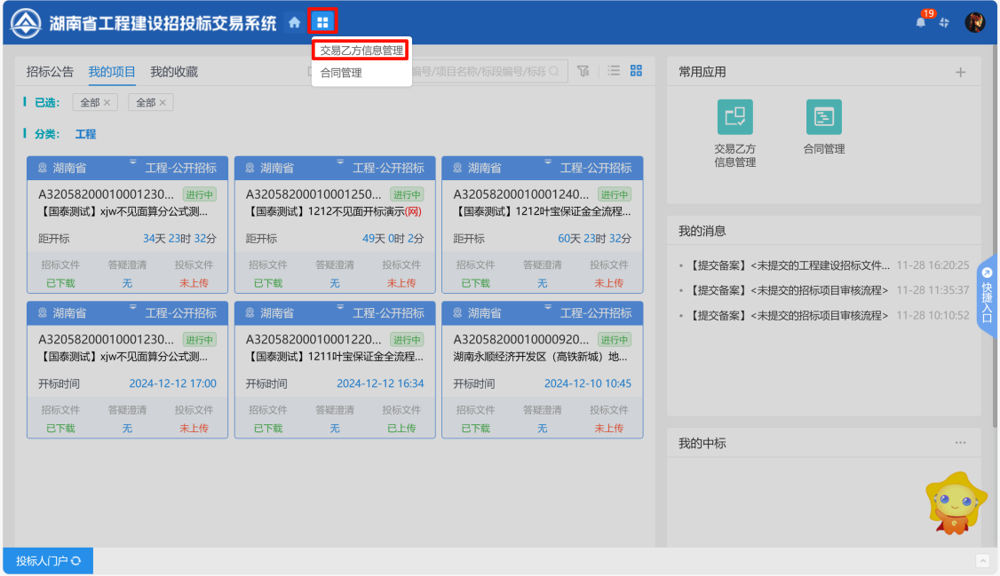 湖南省工程建设招投标交易系统
19
交易乙方信息管理
合同管理
招标公告 我的项目 我的收藏
编号/项目名称/标段编号/标段
已选： 全部 × 全部 ×
分类： 工程
湖南省 工程-公开招标
A32058200010001230... 进行中
【国泰测试】xjw不见面算分公式测...
距开标 34天 23时 32分
招标文件 答疑澄清 投标文件
已下载 无 未上传
湖南省 工程-公开招标
A32058200010001250... 进行中
【国泰测试】1212不见面开标演示(网)
距开标 49天 0时 2分
招标文件 答疑澄清 投标文件
已下载 无 未上传
湖南省 工程-公开招标
A32058200010001240... 进行中
【国泰测试】1212叶宝保证金全流程...
距开标 60天 23时 32分
招标文件 答疑澄清 投标文件
已下载 无 未上传
湖南省 工程-公开招标
A32058200010001230... 进行中
【国泰测试】xjw不见面算分公式测...
开标时间 2024-12-12 17:00
招标文件 答疑澄清 投标文件
已下载 无 未上传
湖南省 工程-公开招标
A32058200010001220... 进行中
【国泰测试】1211叶宝保证金全流程...
开标时间 2024-12-12 16:34
招标文件 答疑澄清 投标文件
已下载 无 已上传
湖南省 工程-公开招标
A32058200010000920... 进行中
湖南永顺经济开发区（高铁新城）地...
开标时间 2024-12-10 10:45
招标文件 答疑澄清 投标文件
已下载 无 未上传
常用应用
交易乙方
信息管理
合同管理
我的消息
【提交备案】<未提交的工程建设招标文件... 11-28 16:20:25
【提交备案】<未提交的招标项目审核流程> 11-28 11:35:37
【提交备案】<未提交的招标项目审核流程> 11-28 10:10:52
快捷入口
我的中标
投标人门户